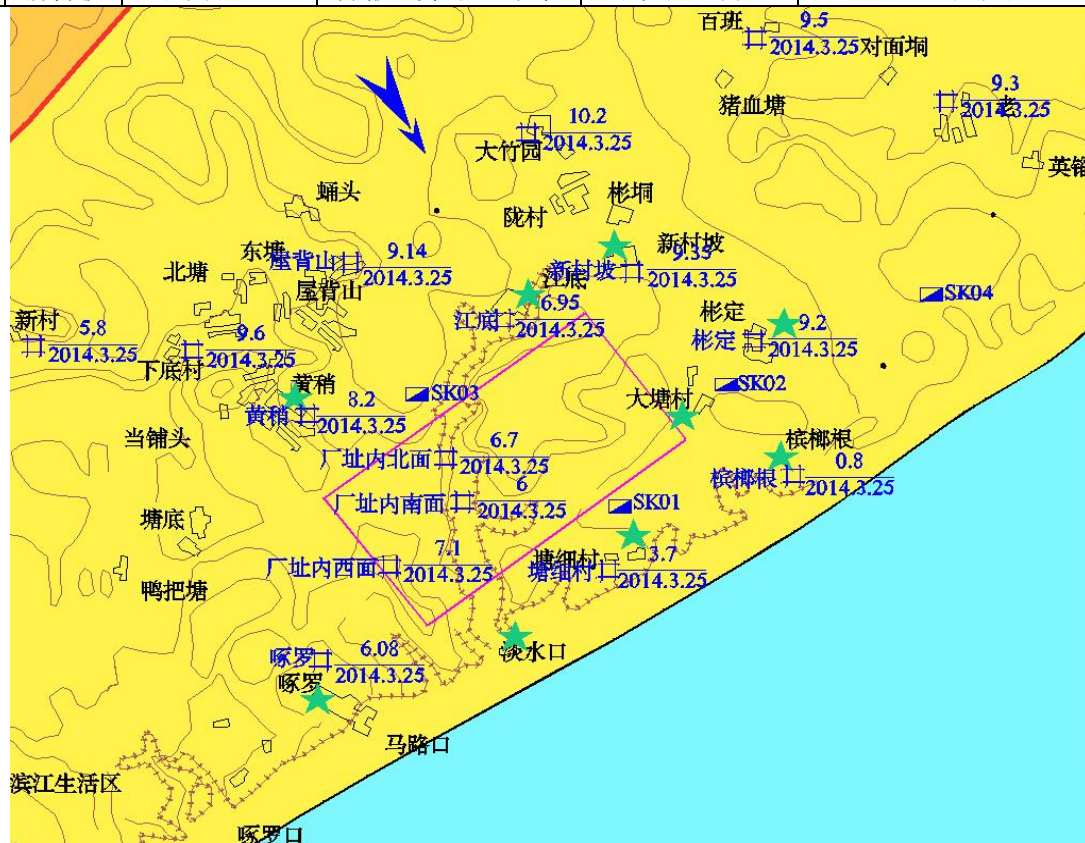 百班
9.5
2014.3.25
对面垌
9.3
2014.3.25
老
猪血塘
10.2
2014.3.25
大竹园
英锚
蛹头
彬垌
陇村
东塘
屋背山
9.14
2014.3.25
新村坡
新村坡
9.35
2014.3.25
北塘
屋背山
江底
SK04
新村
5.8
2014.3.25
江底
6.95
2014.3.25
彬定
彬定
9.2
2014.3.25
9.6
2014.3.25
下底村
黄稍
SK03
SK02
大塘村
黄稍
8.2
2014.3.25
当铺头
槟榔根
厂址内北面
6.7
2014.3.25
槟榔根
0.8
2014.3.25
厂址内南面
6
2014.3.25
SK01
塘底
厂址内西面
7.1
2014.3.25
塘细村
塘细村
3.7
2014.3.25
鸭把塘
淡水口
啄罗
6.08
2014.3.25
啄罗
马路口
滨江生活区
啄罗口